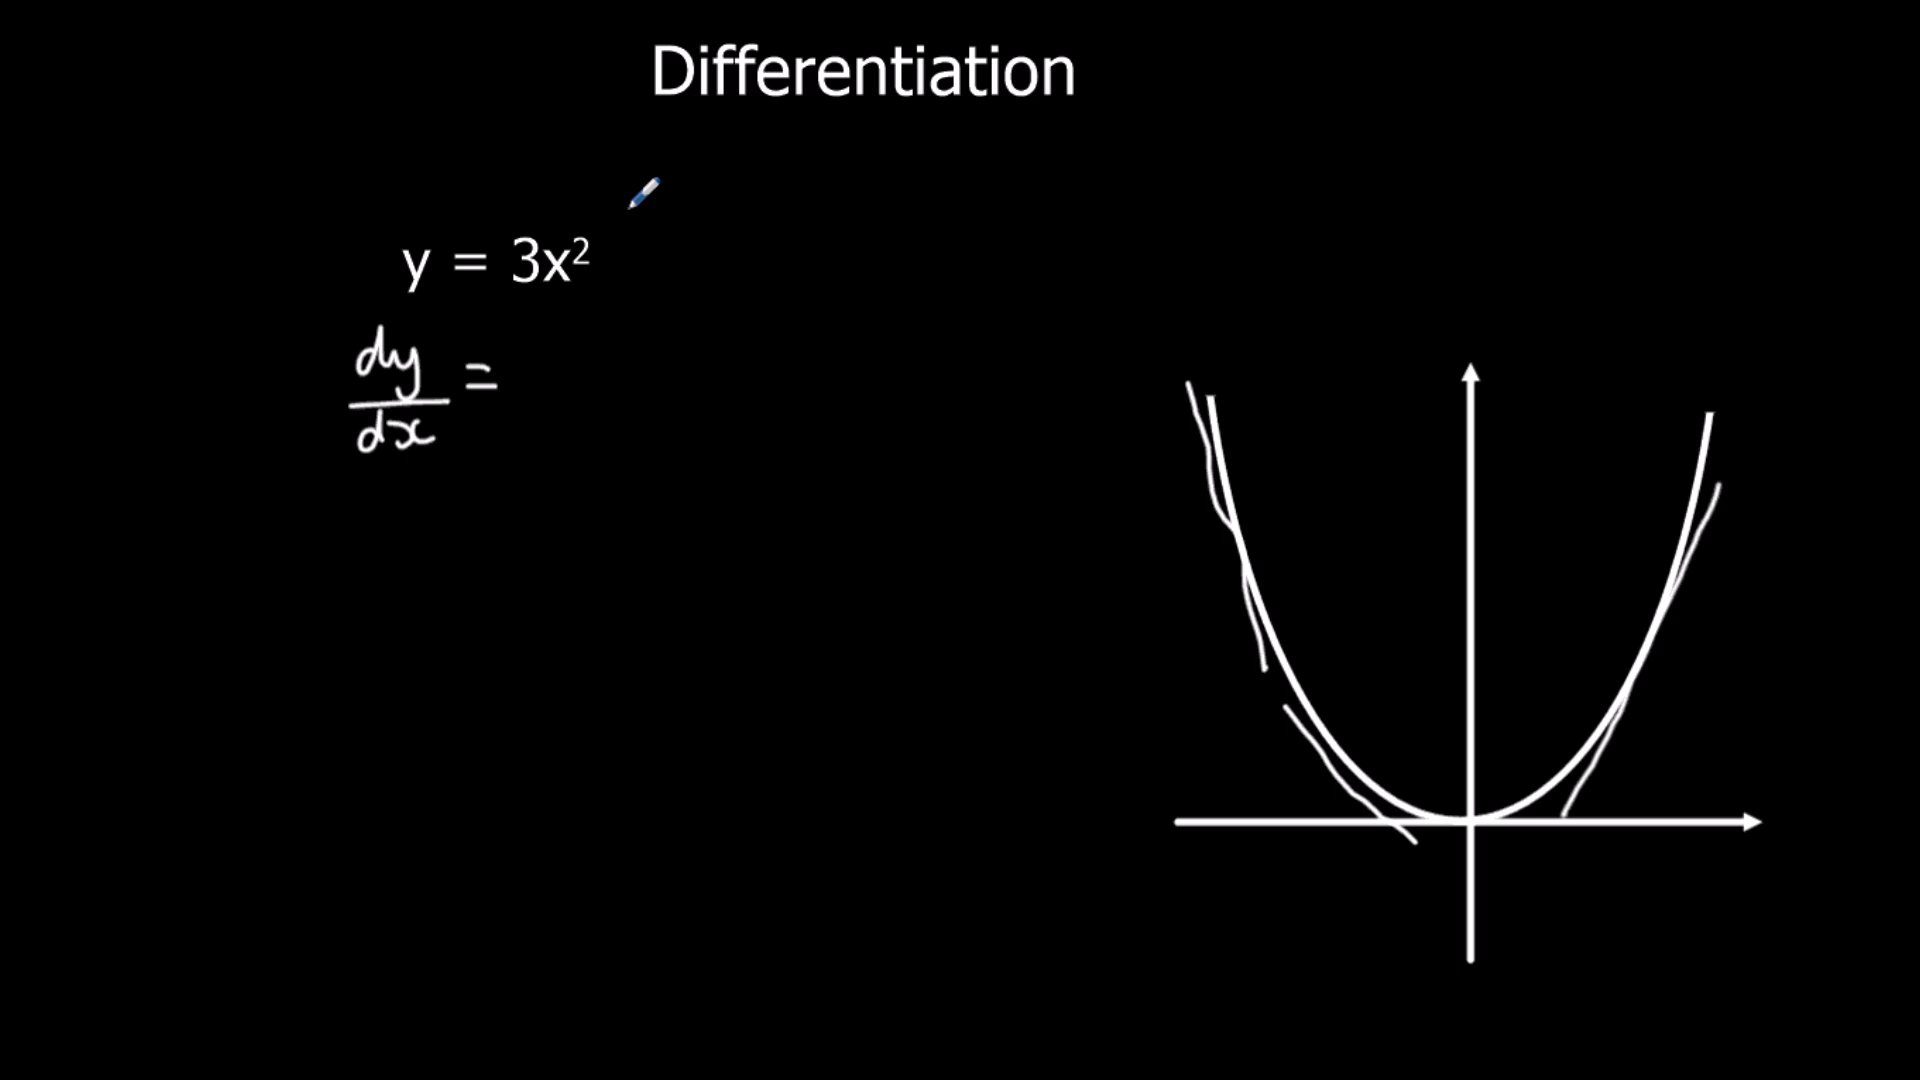 Differentiation
y = 3x²
dy
dx =